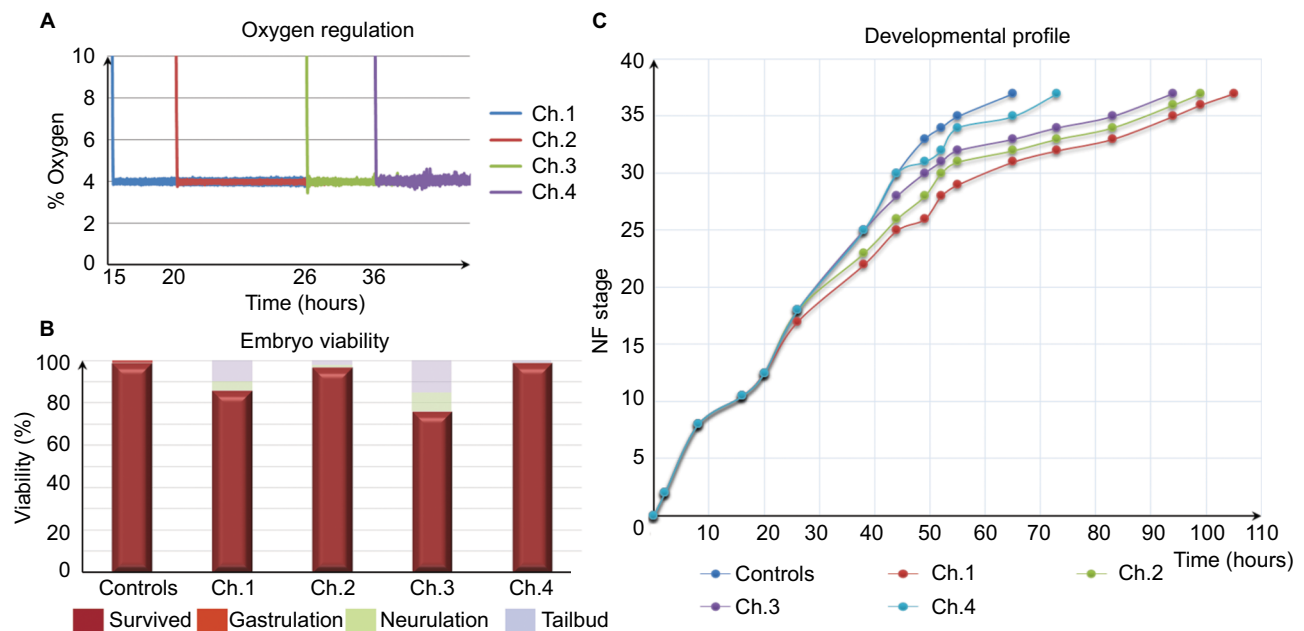 A
Oxygen regulation
10
8
6
4
2
0
% Oxygen
15 20 26 36
Time (hours)
Ch.1
Ch.2
Ch.3
Ch.4
B
Embryo viability
100
80
60
40
20
0
Viability (%)
Controls Ch.1 Ch.2 Ch.3 Ch.4
Survived Gastrulation Neurulation Tailbud
C
Developmental profile
40
35
30
25
20
15
10
5
0
NF stage
10 20 30 40 50 60 70 80 90 100 110
Time (hours)
Controls Ch.1 Ch.2
Ch.3 Ch.4